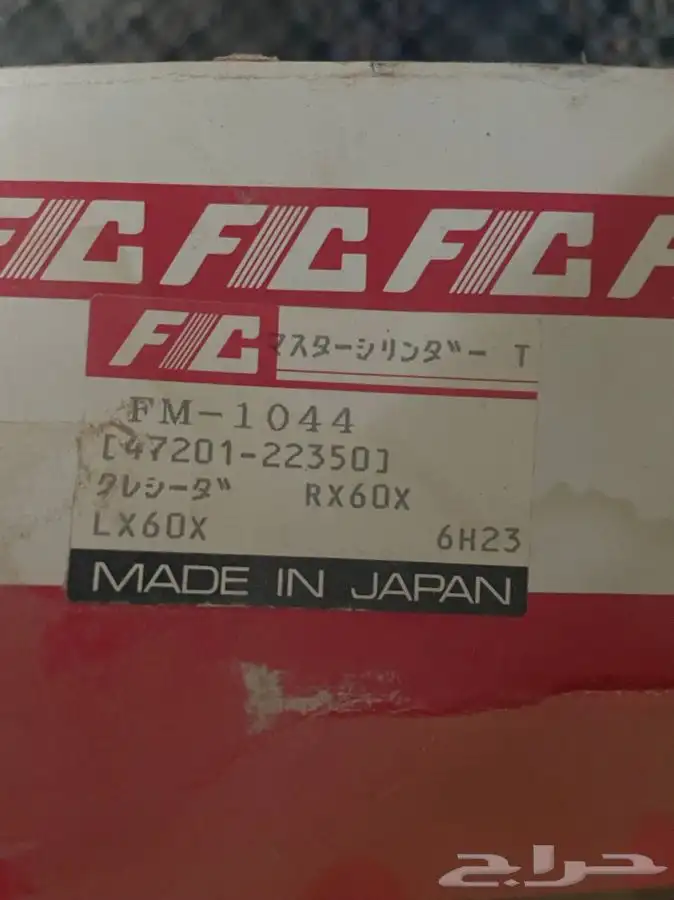 FIC FIC FIC F
FIC マスターシリンダー T
FM-1044
[47201-22350]
クレシーダ RX60X
LX60X 6H23
MADE IN JAPAN
حراج